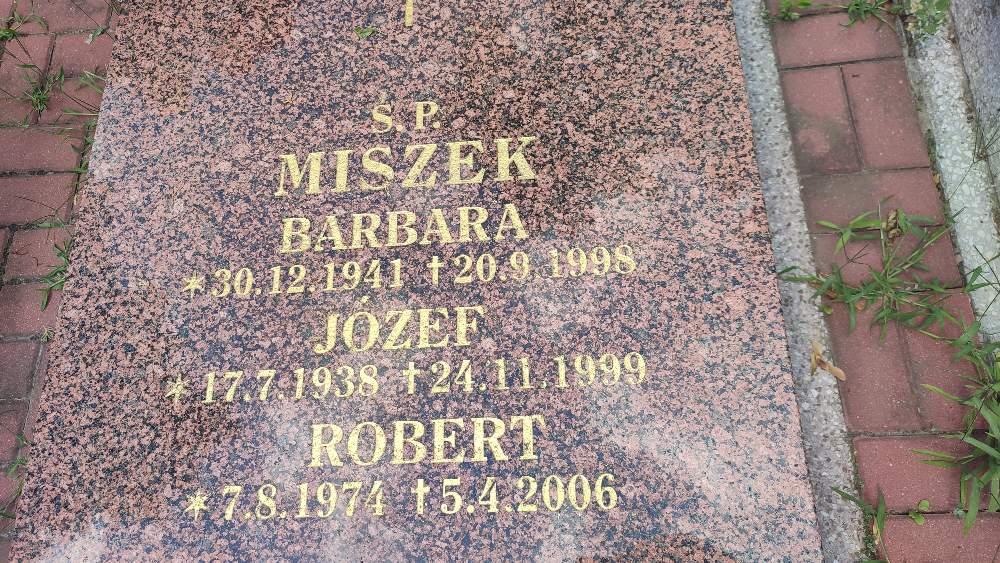 Ś. P.
MISZEK
BARBARA
* 30.12.1941 † 20.9.1998
JÓZEF
* 17.7.1938 † 24.11.1999
ROBERT
* 7.8.1974 † 5.4.2006